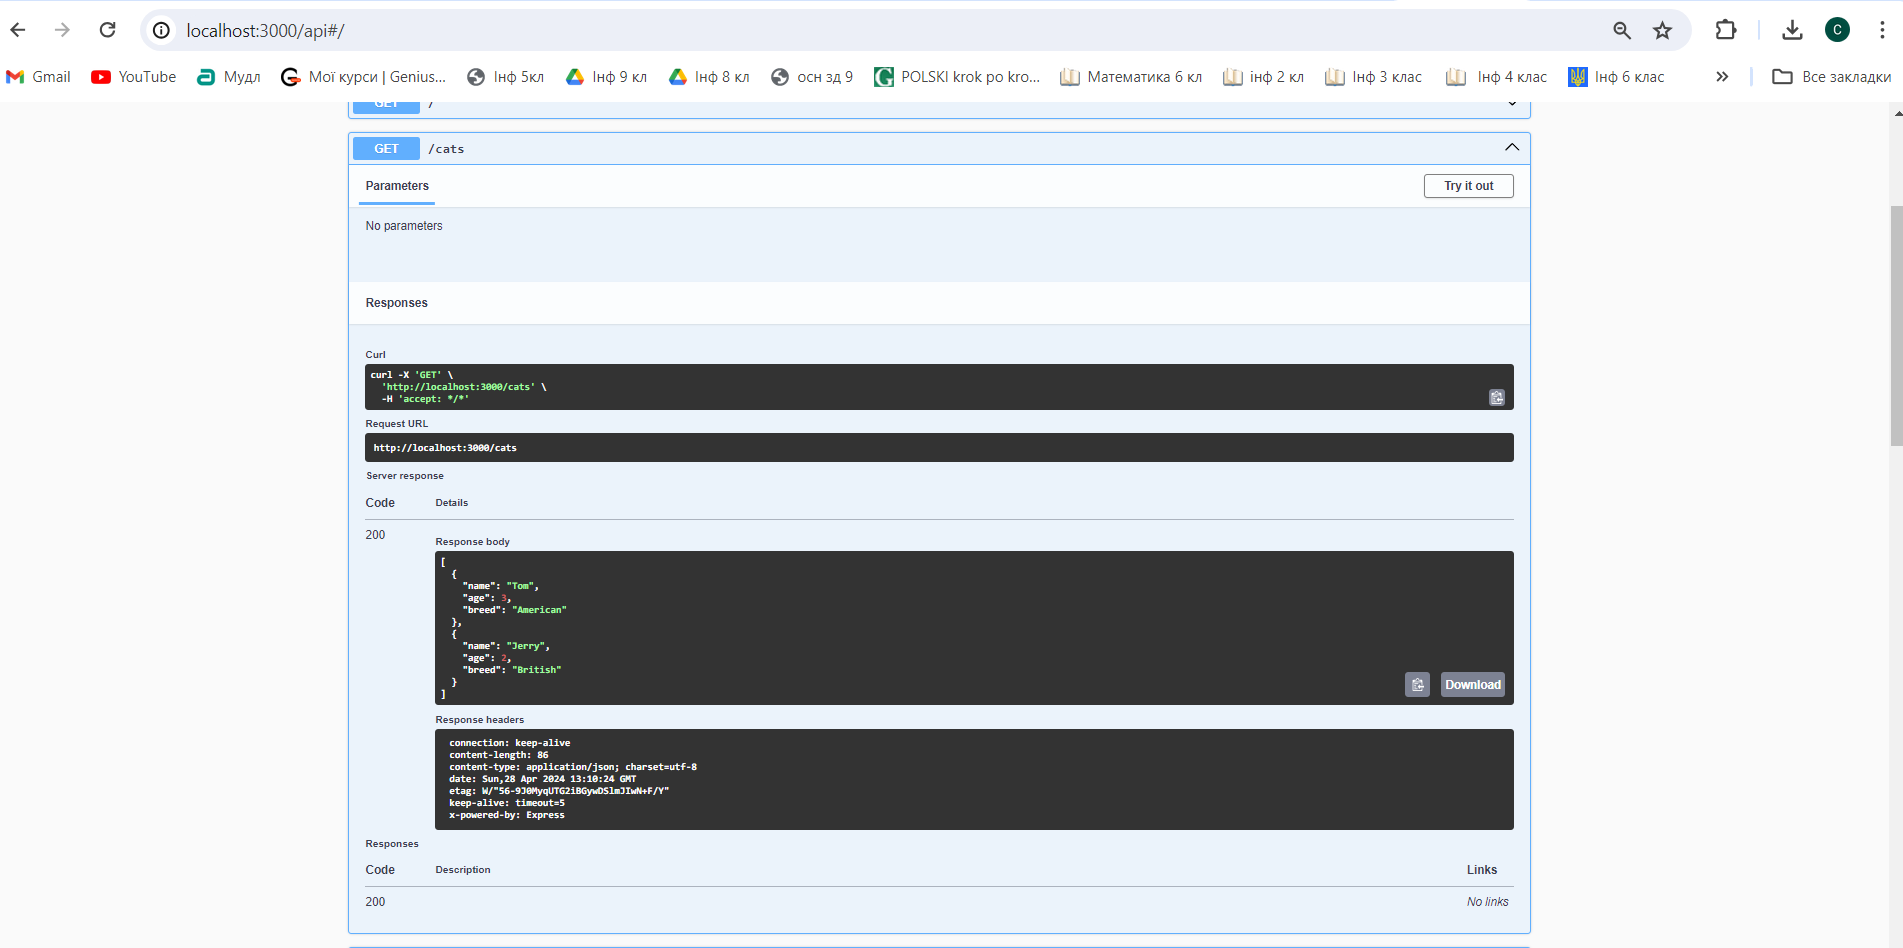 localhost:3000/api#/
C
Gmail YouTube Мудл Мої курси | Genius... Інф 5кл Інф 9 кл Інф 8 кл осн зд 9 POLSKI krok po kro... Математика 6 кл інф 2 кл Інф 3 клас Інф 4 клас Інф 6 клас » Все закладки
GET /
GET /cats
Parameters Try it out
No parameters
Responses
Curl
curl -X 'GET' \
'http://localhost:3000/cats' \
-H 'accept: */*'
Request URL
http://localhost:3000/cats
Server response
Code Details
200
Response body
[
{
"name": "Tom",
"age": 3,
"breed": "American"
},
{
"name": "Jerry",
"age": 2,
"breed": "British"
}
]
Download
Response headers
connection: keep-alive
content-length: 86
content-type: application/json; charset=utf-8
date: Sun,28 Apr 2024 13:10:24 GMT
etag: W/"56-9J0MyqUTG2iBGywDSlmJIwN+F/Y"
keep-alive: timeout=5
x-powered-by: Express
Responses
Code Description Links
200 No links